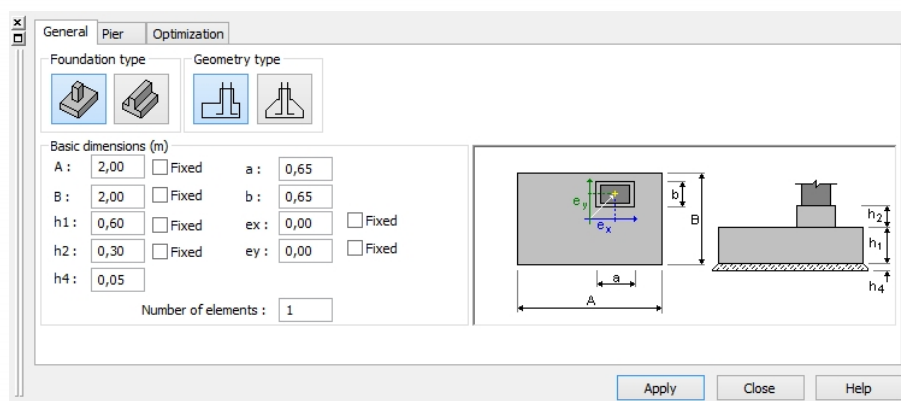 General Pier Optimization
Foundation type Geometry type
Basic dimensions (m)
A : 2,00 Fixed a : 0,65
B : 2,00 Fixed b : 0,65
h1 : 0,60 Fixed ex : 0,00 Fixed
h2 : 0,30 Fixed ey : 0,00 Fixed
h4 : 0,05
Number of elements : 1
b
B
ey
ex
a
A
h2
h1
h4
Apply Close Help